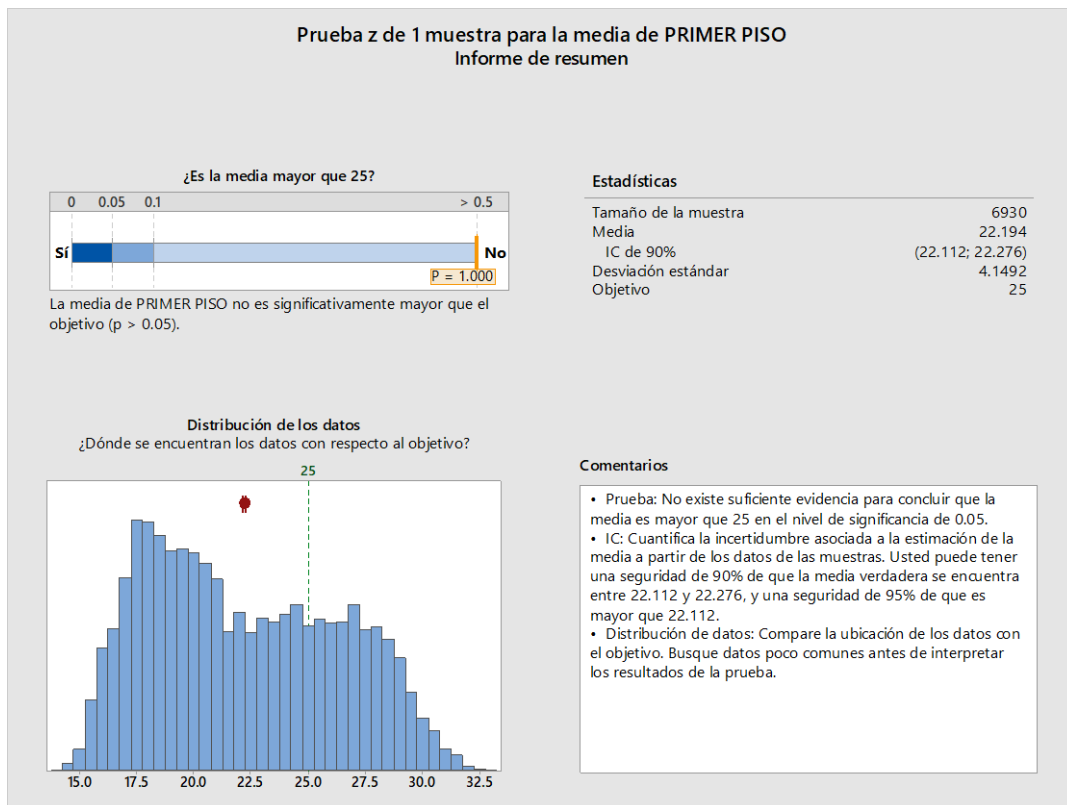 Prueba z de 1 muestra para la media de PRIMER PISO
Informe de resumen
¿Es la media mayor que 25?
0 0.05 0.1 > 0.5
Sí No
P = 1.000
La media de PRIMER PISO no es significativamente mayor que el
objetivo (p > 0.05).
Estadísticas
Tamaño de la muestra 6930
Media 22.194
IC de 90% (22.112; 22.276)
Desviación estándar 4.1492
Objetivo 25
Distribución de los datos
¿Dónde se encuentran los datos con respecto al objetivo?
25
15.0 17.5 20.0 22.5 25.0 27.5 30.0 32.5
Comentarios
• Prueba: No existe suficiente evidencia para concluir que la
media es mayor que 25 en el nivel de significancia de 0.05.
• IC: Cuantifica la incertidumbre asociada a la estimación de la
media a partir de los datos de las muestras. Usted puede tener
una seguridad de 90% de que la media verdadera se encuentra
entre 22.112 y 22.276, y una seguridad de 95% de que es
mayor que 22.112.
• Distribución de datos: Compare la ubicación de los datos con
el objetivo. Busque datos poco comunes antes de interpretar
los resultados de la prueba.